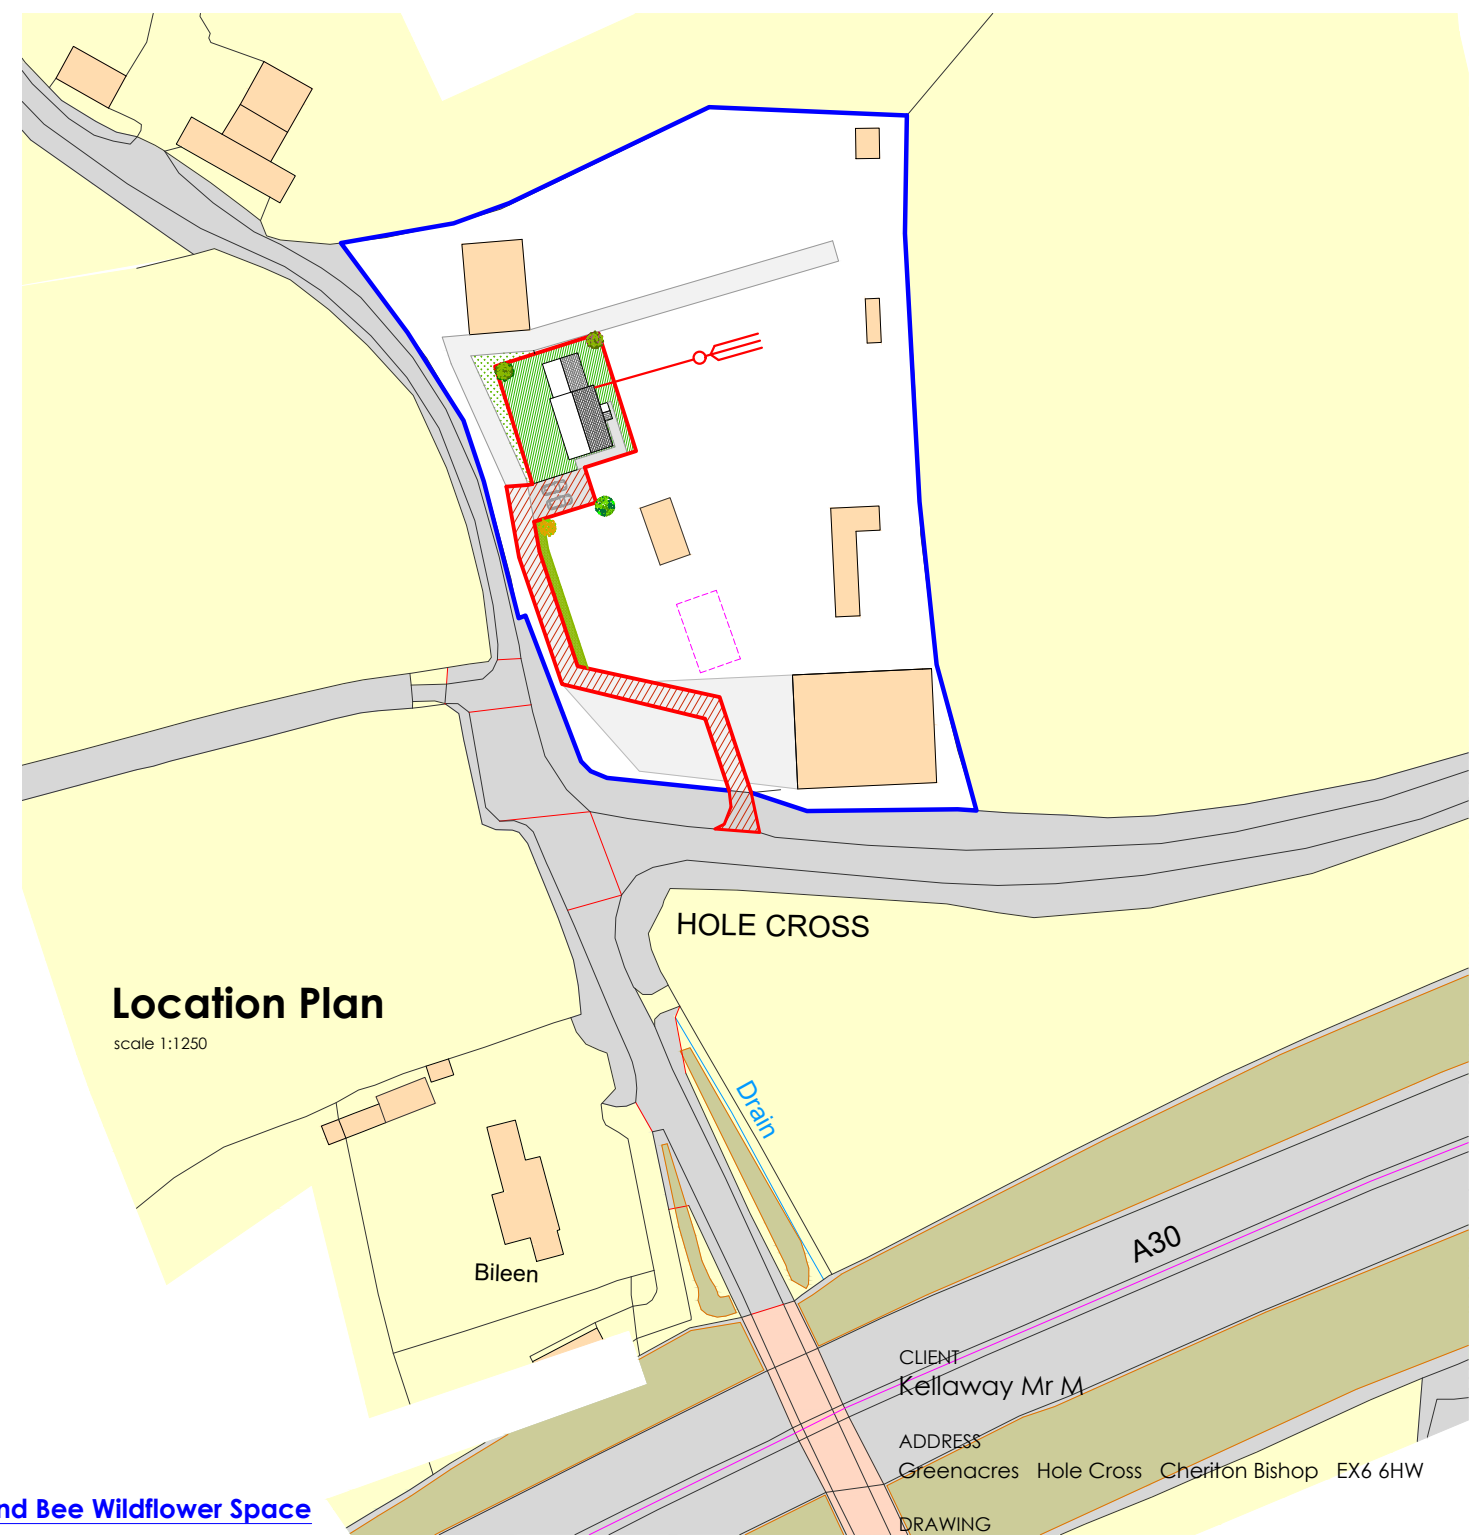 HOLE CROSS
Location Plan
scale 1:1250
Drain
A30
Bileen
CLIENT
Kellaway Mr M
ADDRESS
Greenacres Hole Cross Cheriton Bishop EX6 6HW
nd Bee Wildflower Space
DRAWING